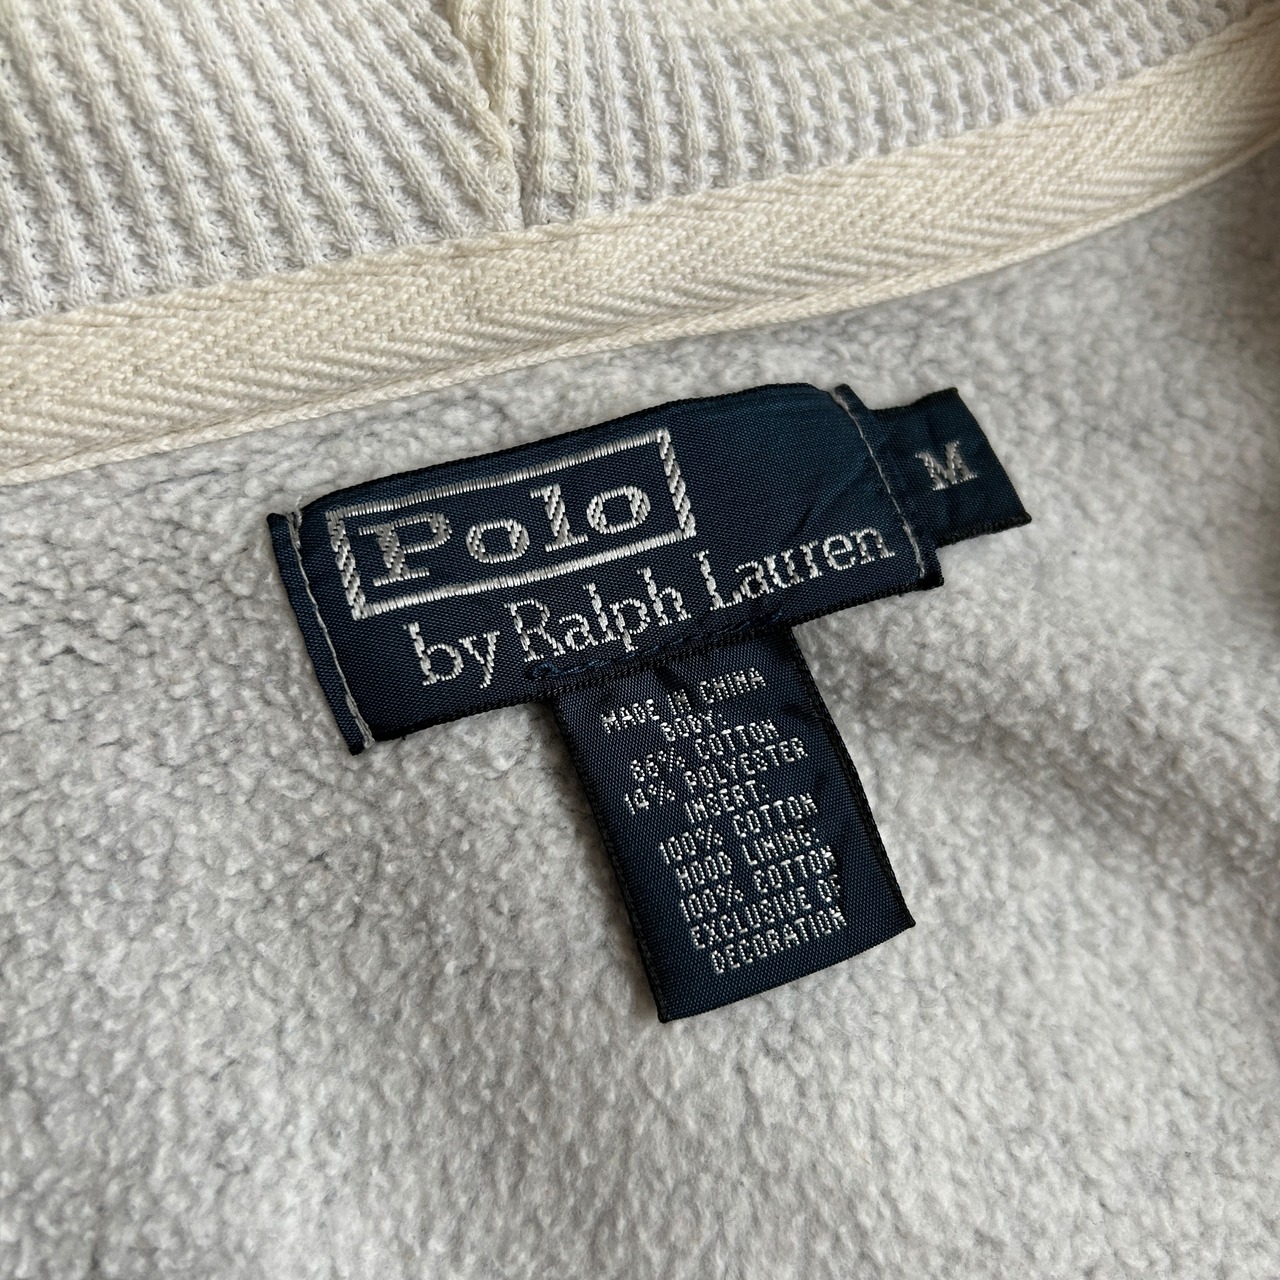 Polo
by Ralph Lauren
M
MADE IN CHINA
BODY:
86% COTTON
14% POLYESTER
INSERT
100% COTTON
HOOD LINING:
100% COTTON
EXCLUSIVE OF
DECORATION